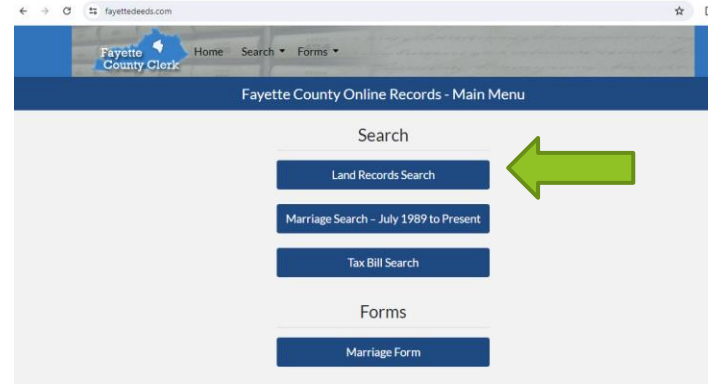 fayettedeeds.com
Fayette
County Clerk
Home Search Forms
Fayette County Online Records - Main Menu
Search
Land Records Search
Marriage Search – July 1989 to Present
Tax Bill Search
Forms
Marriage Form